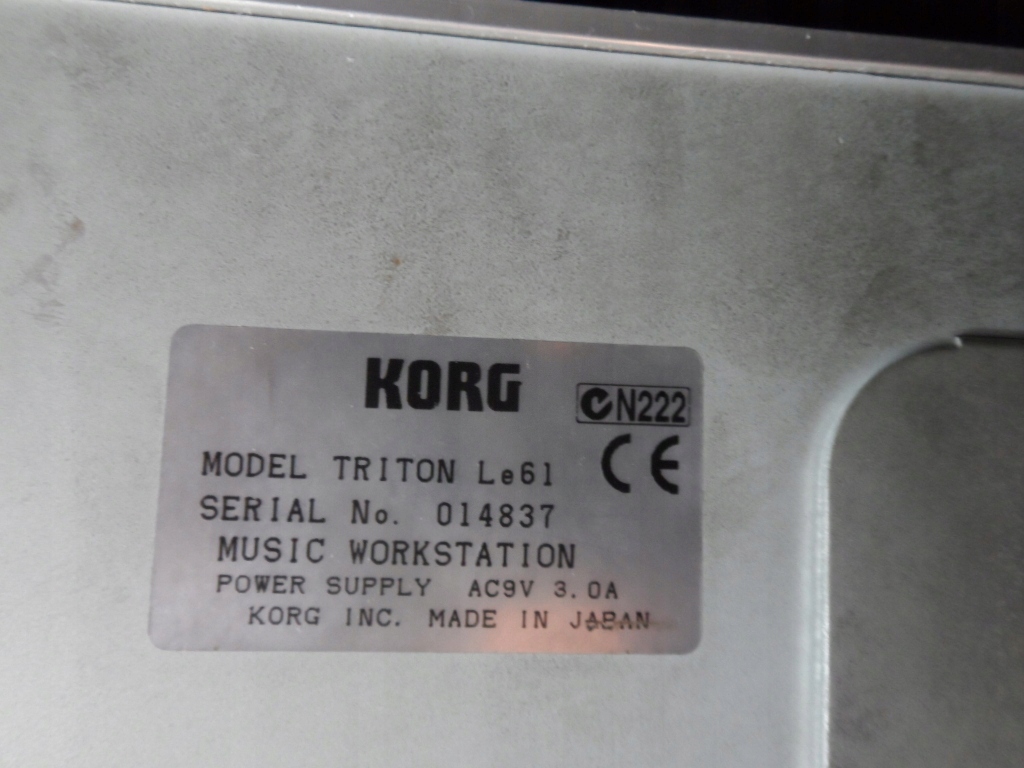 KORG
N222
CE
MODEL TRITON Le61
SERIAL No. 014837
MUSIC WORKSTATION
POWER SUPPLY AC9V 3.0A
KORG INC. MADE IN JAPAN